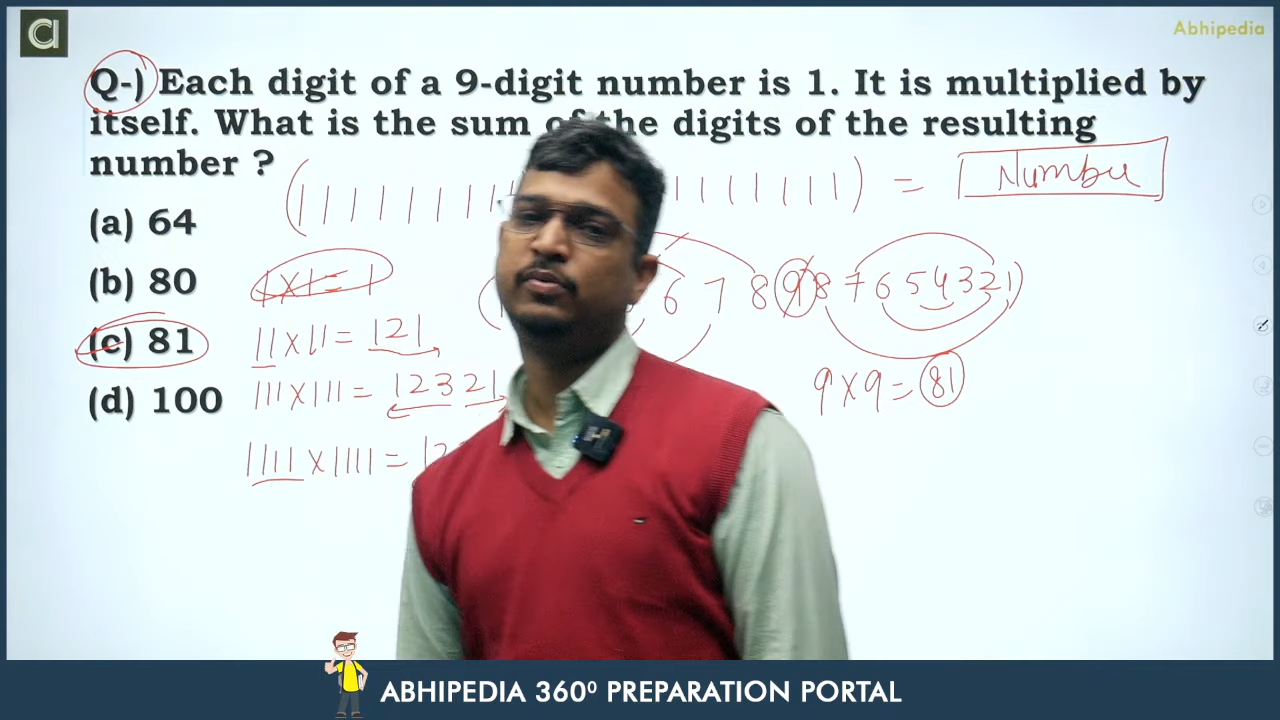 Abhipedia
Q-) Each digit of a 9-digit number is 1. It is multiplied by
itself. What is the sum of the digits of the resulting
number ?
= Number
(a) 64
(b) 80
1x1= 1
6 7 8 9 8 7 6 5 4 3 2 1)
(c) 81
11x11= 121
111x111= 12321
9x9= 81
(d) 100
1111x1111= 12
ABHIPEDIA 360⁰ PREPARATION PORTAL